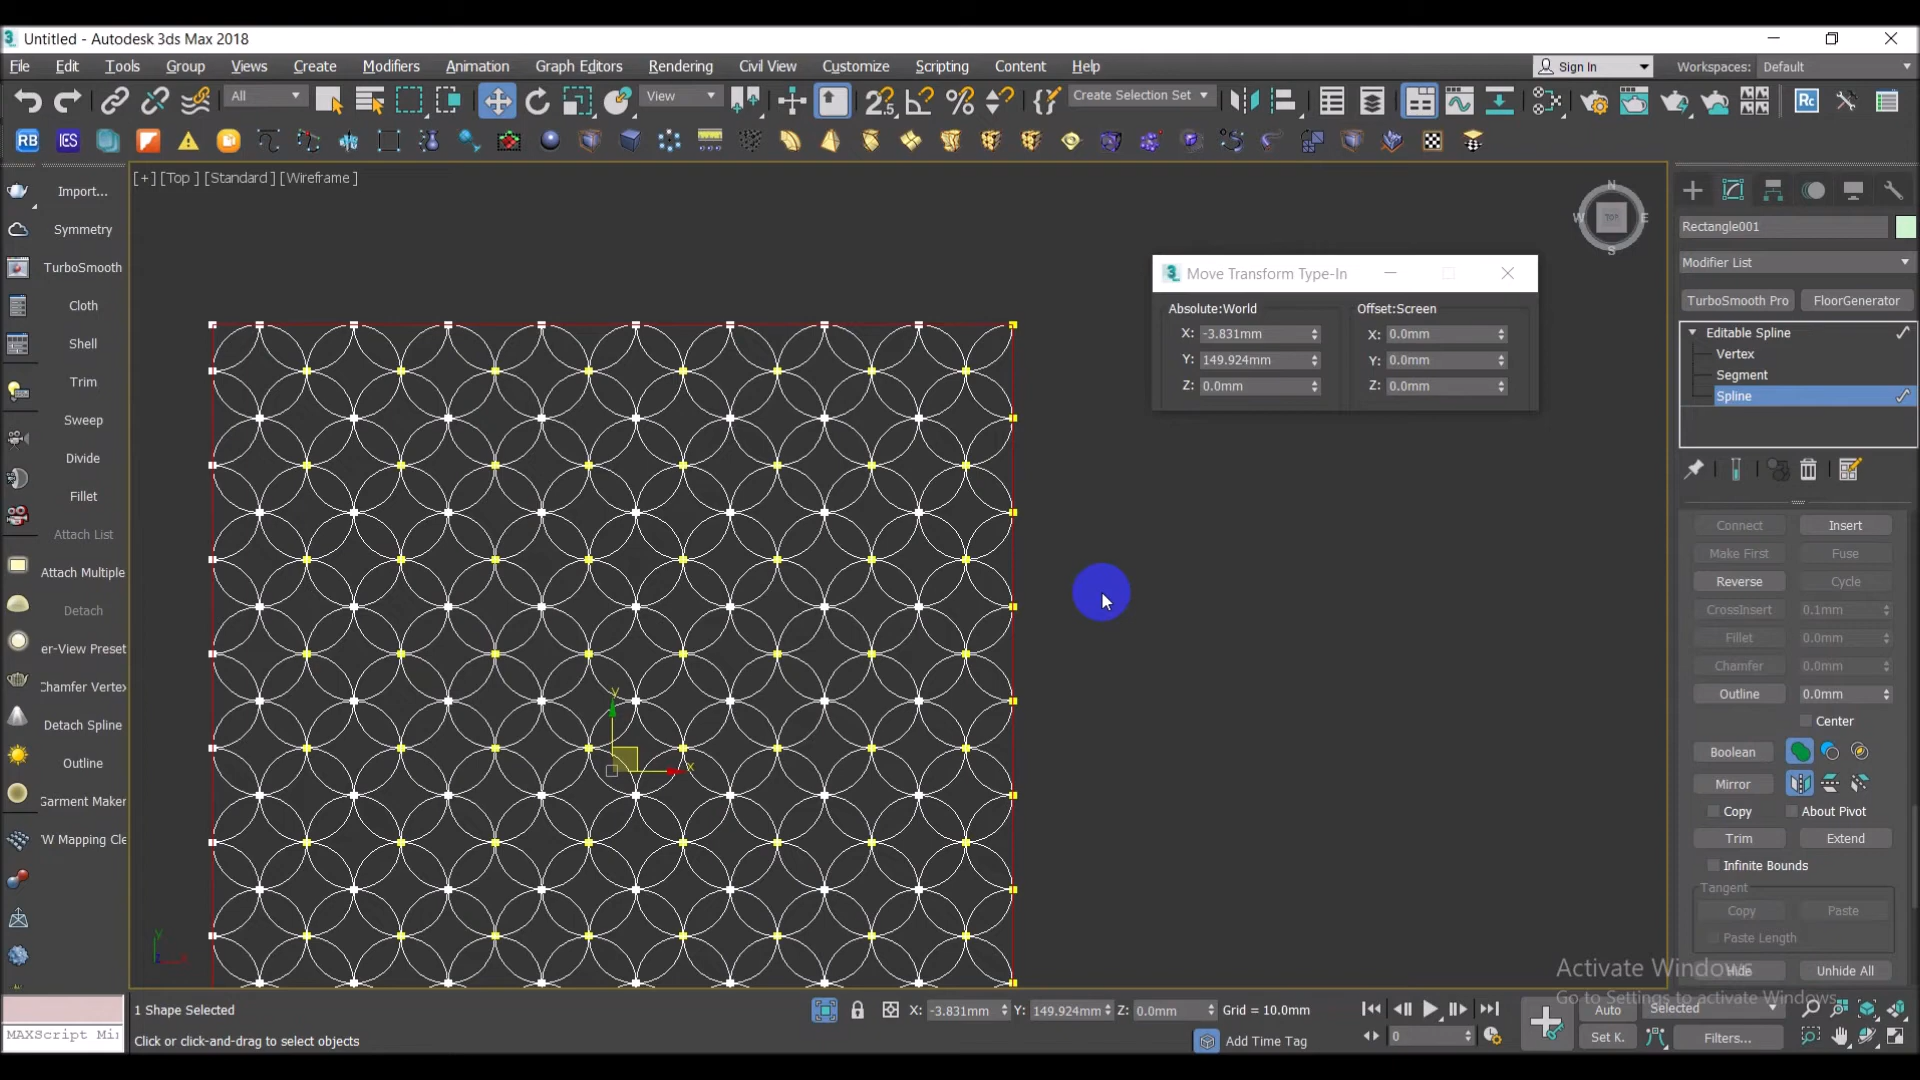 Untitled - Autodesk 3ds Max 2018
File Edit Tools Group Views Create Modifiers Animation Graph Editors Rendering Civil View Customize Scripting Content Help
Sign In
Workspaces: Default
All
View
Create Selection Set
Rc
RB IES
[+] [Top ] [Standard ] [Wireframe ]
N
W TOP E
S
Import...
Symmetry
TurboSmooth
Cloth
Shell
Trim
Sweep
Divide
Fillet
Attach List
Attach Multiple
Detach
er-View Preset
Chamfer Vertex
Detach Spline
Outline
Garment Maker
W Mapping Cle
Move Transform Type-In
Absolute:World
X: -3.831mm
Y: 149.924mm
Z: 0.0mm
Offset:Screen
X: 0.0mm
Y: 0.0mm
Z: 0.0mm
y
x
y
Rectangle001
Modifier List
TurboSmooth Pro FloorGenerator
Editable Spline
Vertex
Segment
Spline
Connect Insert
Make First Fuse
Reverse Cycle
CrossInsert 0.1mm
Fillet 0.0mm
Chamfer 0.0mm
Outline 0.0mm
Center
Boolean
Mirror
Copy About Pivot
Trim Extend
Infinite Bounds
Tangent
Copy Paste
Paste Length
Hide Unhide All
Activate Windows
Go to Settings to activate Windows.
1 Shape Selected
Click or click-and-drag to select objects
MAXScript Mi
X: -3.831mm Y: 149.924mm Z: 0.0mm Grid = 10.0mm
Add Time Tag
0
Auto Selected
Set K. Filters...